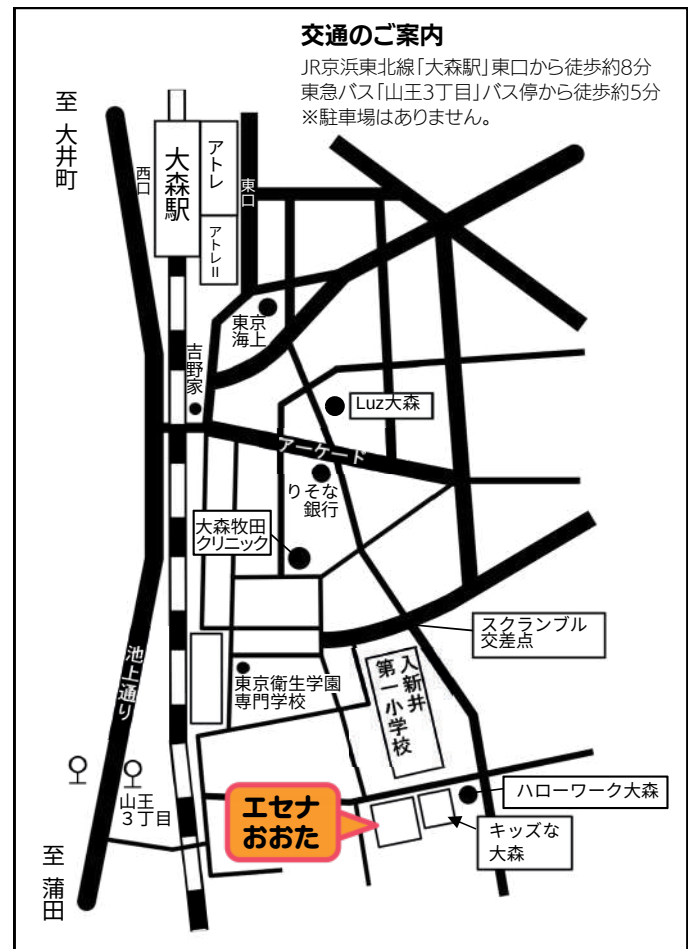 交通のご案内
JR京浜東北線「大森駅」東口から徒歩約8分
東急バス「山王3丁目」バス停から徒歩約5分
※駐車場はありません。
至 大井町
西口
大森駅
アトレ
アトレⅡ
東口
東京
海上
吉野家
Luz大森
アーケード
りそな
銀行
大森牧田
クリニック
スクランブル
交差点
池上通り
東京衛生学園
専門学校
入新井
第一小学校
山王
3丁目
エセナ
おおた
ハローワーク大森
キッズな
大森
至 蒲田